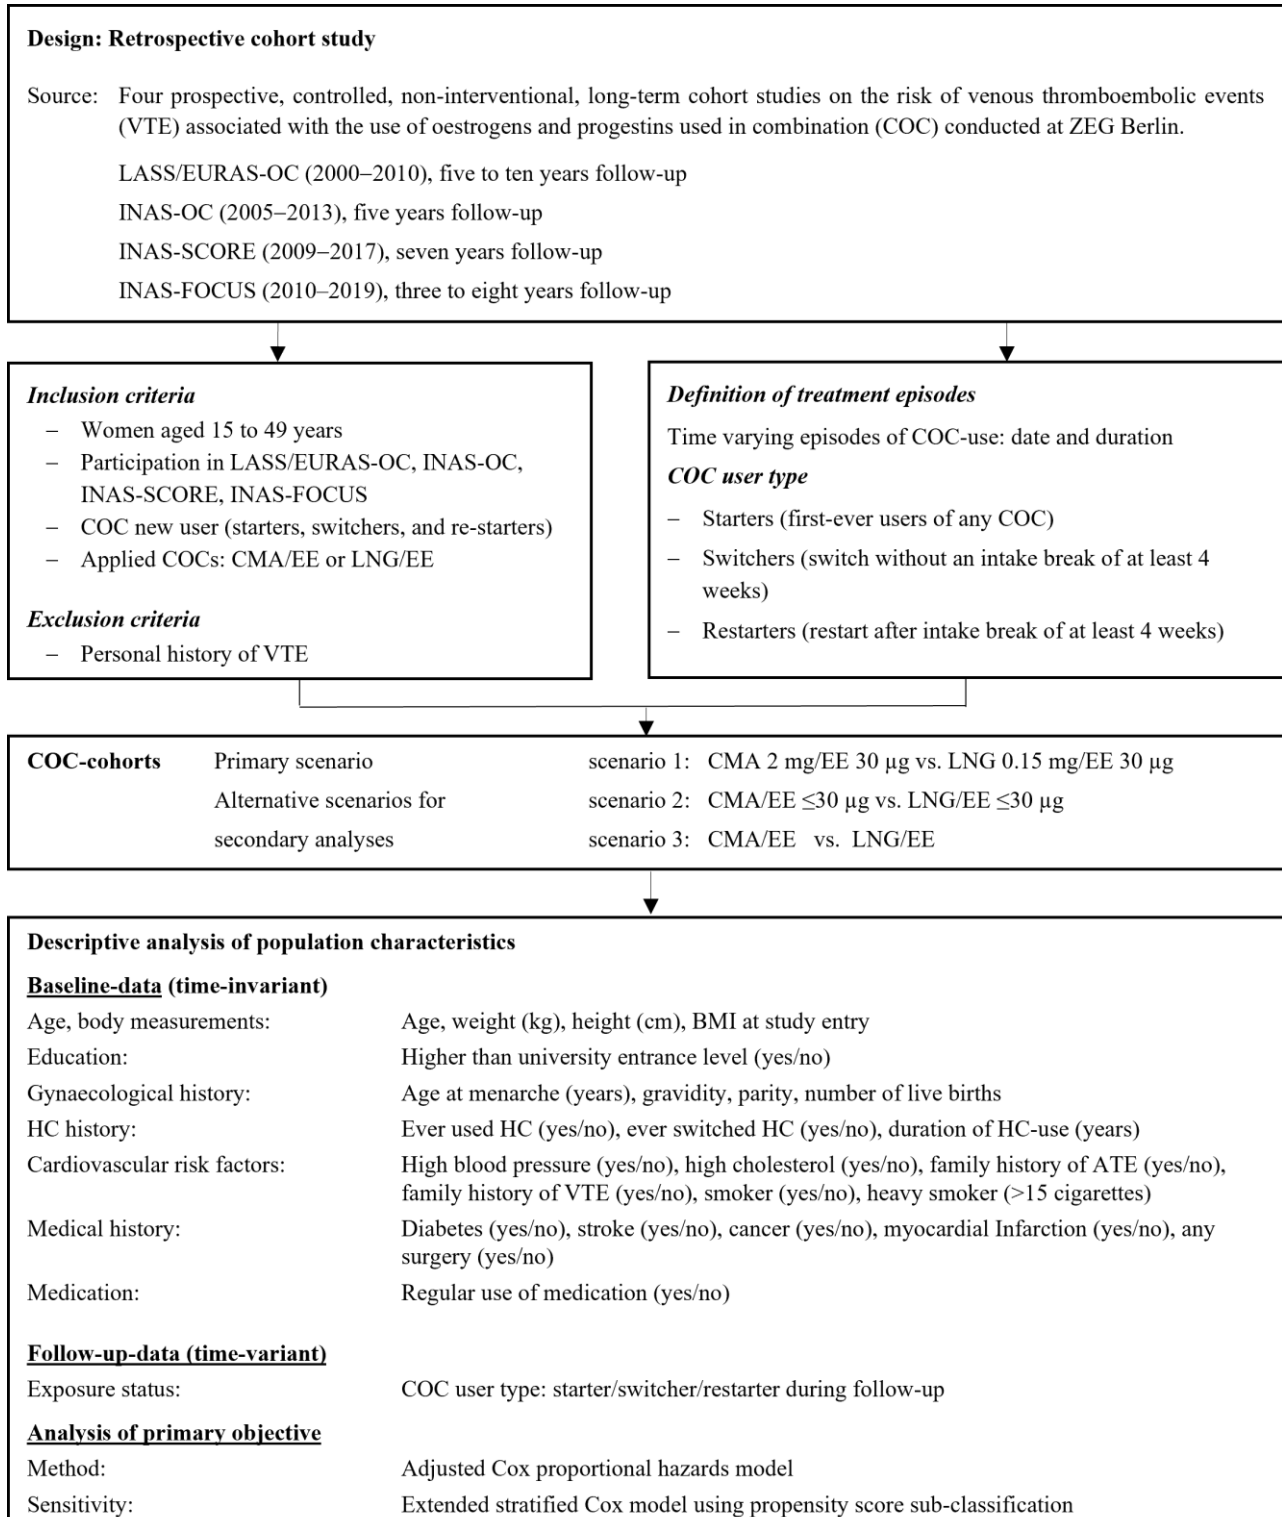 Design: Retrospective cohort study
Source: Four prospective, controlled, non-interventional, long-term cohort studies on the risk of venous thromboembolic events
(VTE) associated with the use of oestrogens and progestins used in combination (COC) conducted at ZEG Berlin.
LASS/EURAS-OC (2000–2010), five to ten years follow-up
INAS-OC (2005–2013), five years follow-up
INAS-SCORE (2009–2017), seven years follow-up
INAS-FOCUS (2010–2019), three to eight years follow-up
Inclusion criteria
– Women aged 15 to 49 years
– Participation in LASS/EURAS-OC, INAS-OC,
INAS-SCORE, INAS-FOCUS
– COC new user (starters, switchers, and re-starters)
– Applied COCs: CMA/EE or LNG/EE
Exclusion criteria
– Personal history of VTE
Definition of treatment episodes
Time varying episodes of COC-use: date and duration
COC user type
– Starters (first-ever users of any COC)
– Switchers (switch without an intake break of at least 4
weeks)
– Restarters (restart after intake break of at least 4 weeks)
COC-cohorts Primary scenario scenario 1: CMA 2 mg/EE 30 µg vs. LNG 0.15 mg/EE 30 µg
Alternative scenarios for scenario 2: CMA/EE ≤30 µg vs. LNG/EE ≤30 µg
secondary analyses scenario 3: CMA/EE vs. LNG/EE
Descriptive analysis of population characteristics
Baseline-data (time-invariant)
Age, body measurements: Age, weight (kg), height (cm), BMI at study entry
Education: Higher than university entrance level (yes/no)
Gynaecological history: Age at menarche (years), gravidity, parity, number of live births
HC history: Ever used HC (yes/no), ever switched HC (yes/no), duration of HC-use (years)
Cardiovascular risk factors: High blood pressure (yes/no), high cholesterol (yes/no), family history of ATE (yes/no),
family history of VTE (yes/no), smoker (yes/no), heavy smoker (>15 cigarettes)
Medical history: Diabetes (yes/no), stroke (yes/no), cancer (yes/no), myocardial Infarction (yes/no), any
surgery (yes/no)
Medication: Regular use of medication (yes/no)
Follow-up-data (time-variant)
Exposure status: COC user type: starter/switcher/restarter during follow-up
Analysis of primary objective
Method: Adjusted Cox proportional hazards model
Sensitivity: Extended stratified Cox model using propensity score sub-classification